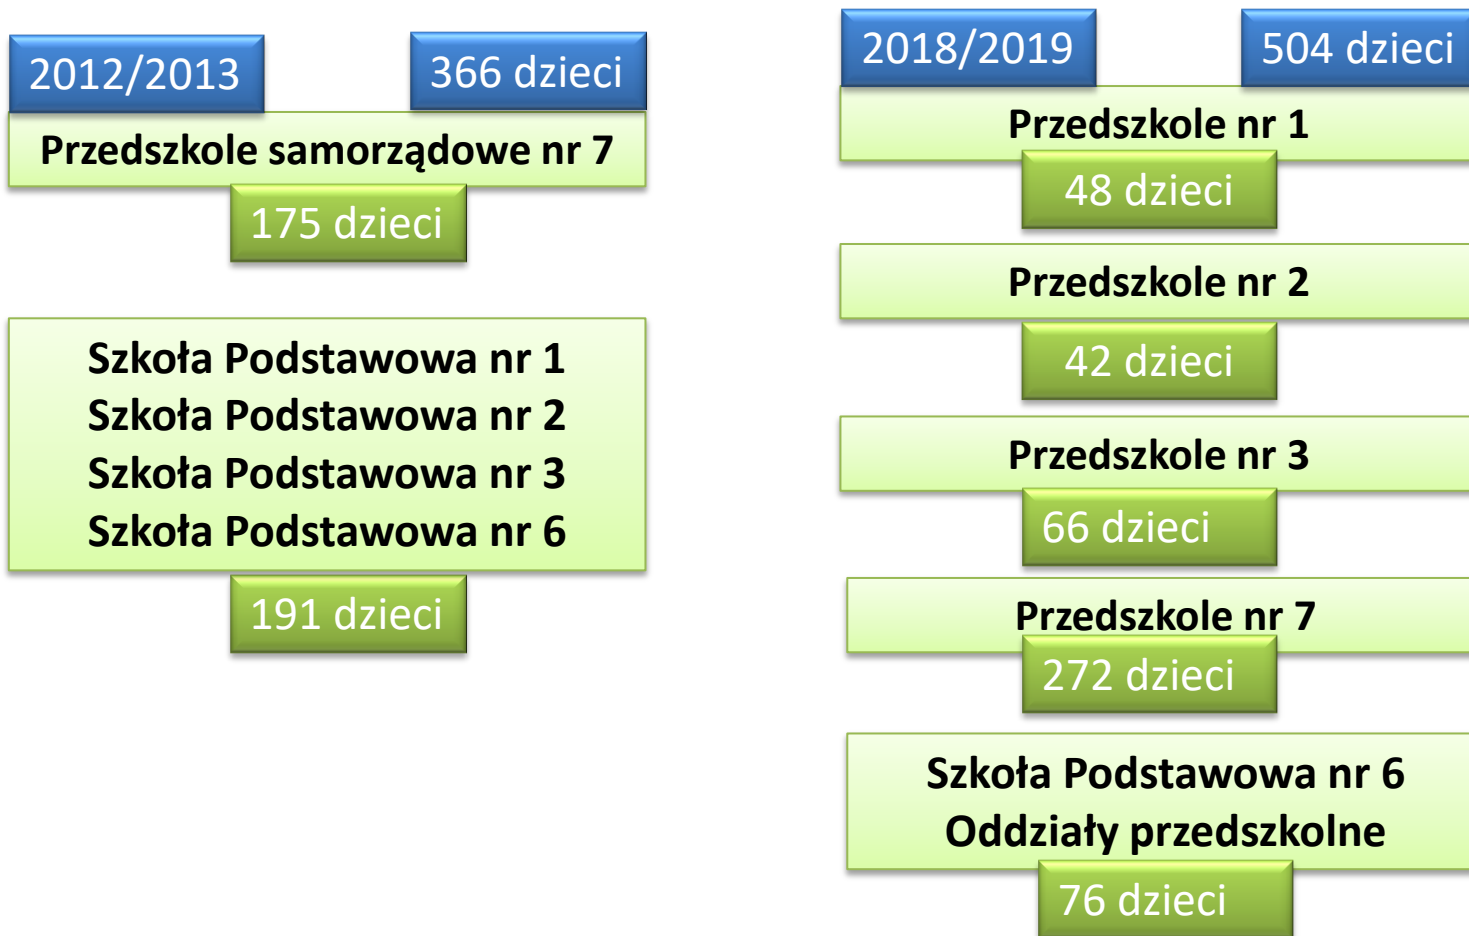 2012/2013
366 dzieci
Przedszkole samorządowe nr 7
175 dzieci
Szkoła Podstawowa nr 1
Szkoła Podstawowa nr 2
Szkoła Podstawowa nr 3
Szkoła Podstawowa nr 6
191 dzieci
2018/2019
504 dzieci
Przedszkole nr 1
48 dzieci
Przedszkole nr 2
42 dzieci
Przedszkole nr 3
66 dzieci
Przedszkole nr 7
272 dzieci
Szkoła Podstawowa nr 6
Oddziały przedszkolne
76 dzieci